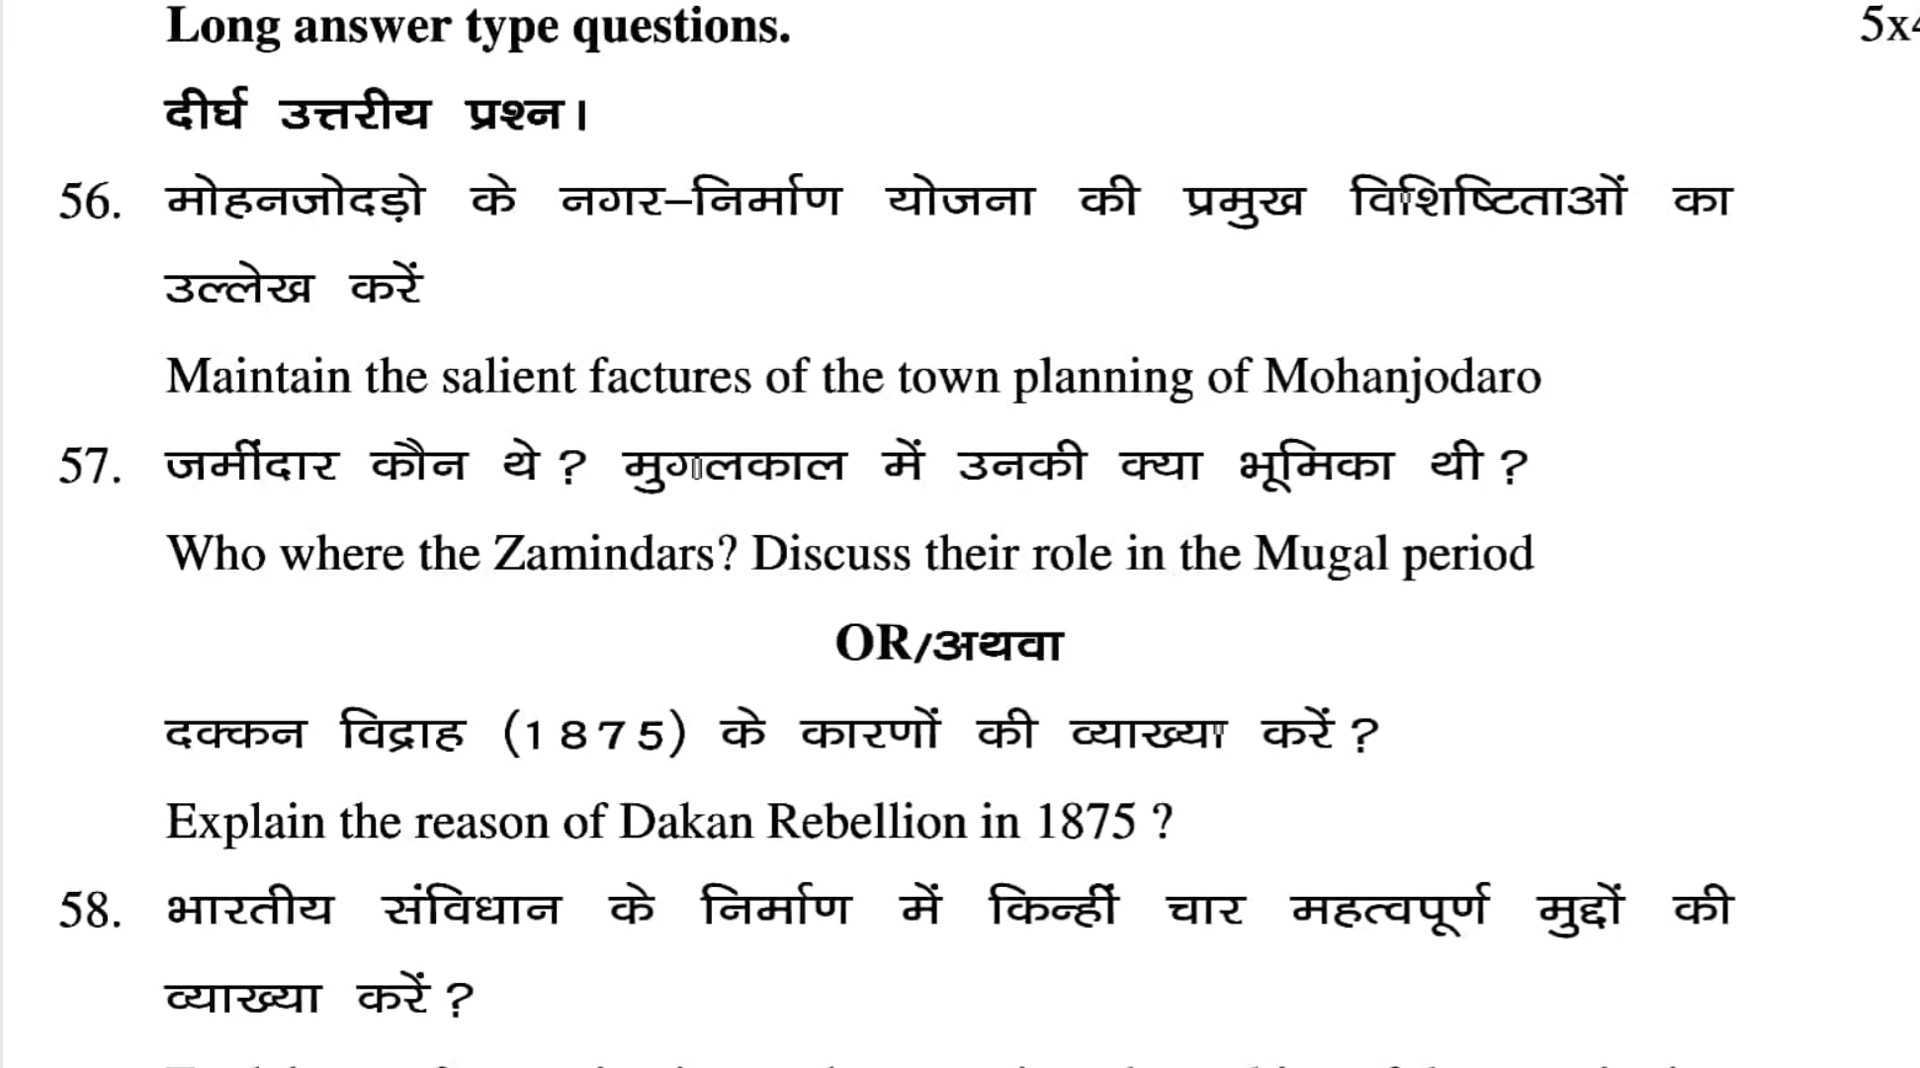 Long answer type questions.
दीर्घ उत्तरीय प्रश्न।
56. मोहनजोदड़ो के नगर–निर्माण योजना की प्रमुख विशिष्टिताओं का
उल्लेख करें
Maintain the salient factures of the town planning of Mohanjodaro
57. जमींदार कौन थे ? मुगलकाल में उनकी क्या भूमिका थी ?
Who where the Zamindars? Discuss their role in the Mugal period
OR/अथवा
दक्कन विद्राह (1875) के कारणों की व्याख्या करें ?
Explain the reason of Dakan Rebellion in 1875 ?
58. भारतीय संविधान के निर्माण में किन्हीं चार महत्वपूर्ण मुद्दों की
व्याख्या करें ?